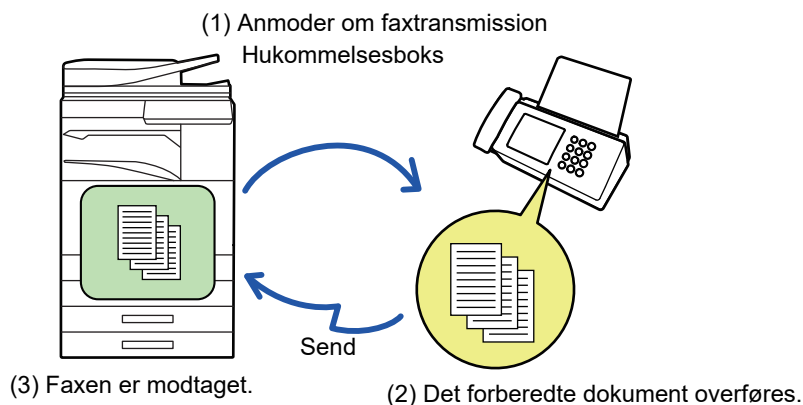 (1) Anmoder om faxtransmission
Hukommelsesboks
Send
(3) Faxen er modtaget.
(2) Det forberedte dokument overføres.